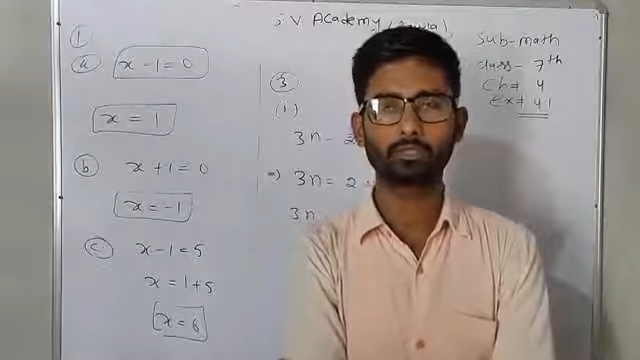 S.V Academy
Sub-math
class- 7th
Ch= 4
Ex= 4.1
1
a x - 1 = 0
x = 1
b x + 1 = 0
x = -1
c x - 1 = 5
x = 1 + 5
x = 6
3
(i)
3n - 2
=) 3n = 2
3n =